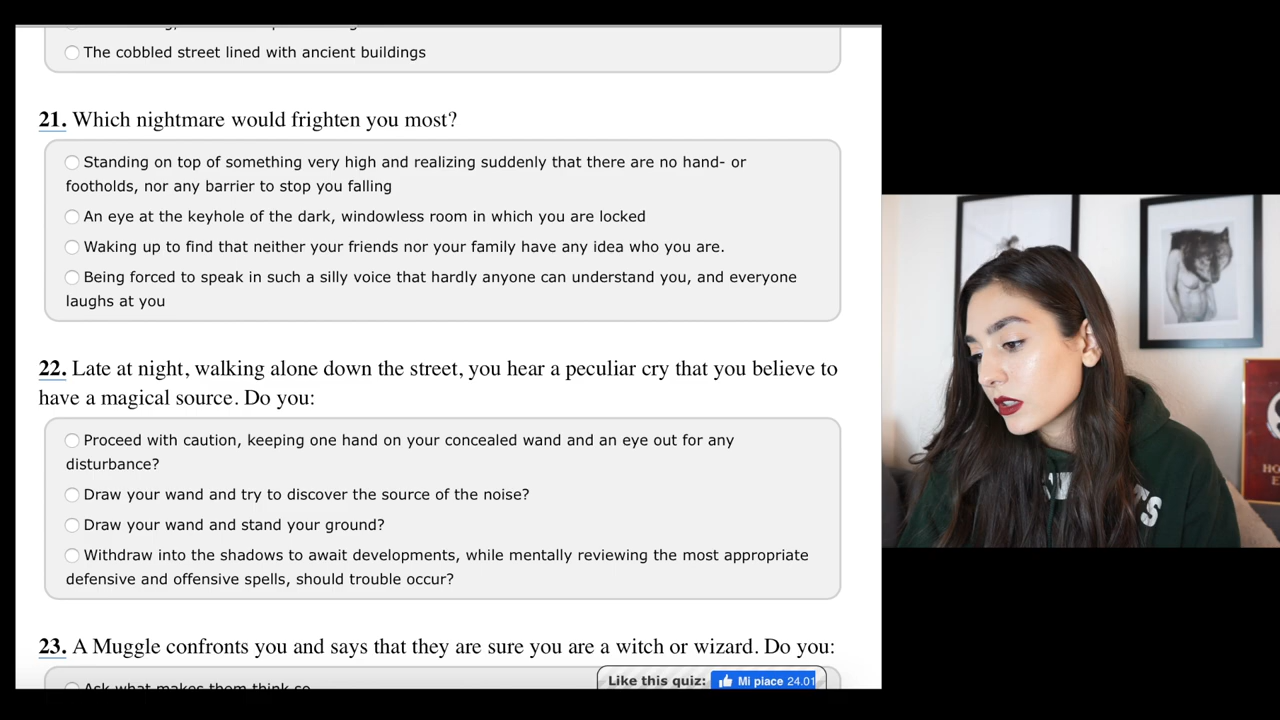 The cobbled street lined with ancient buildings
21. Which nightmare would frighten you most?
Standing on top of something very high and realizing suddenly that there are no hand- or
footholds, nor any barrier to stop you falling
An eye at the keyhole of the dark, windowless room in which you are locked
Waking up to find that neither your friends nor your family have any idea who you are.
Being forced to speak in such a silly voice that hardly anyone can understand you, and everyone
laughs at you
22. Late at night, walking alone down the street, you hear a peculiar cry that you believe to
have a magical source. Do you:
Proceed with caution, keeping one hand on your concealed wand and an eye out for any
disturbance?
Draw your wand and try to discover the source of the noise?
Draw your wand and stand your ground?
Withdraw into the shadows to await developments, while mentally reviewing the most appropriate
defensive and offensive spells, should trouble occur?
23. A Muggle confronts you and says that they are sure you are a witch or wizard. Do you:
Ask what makes them think so
Like this quiz: Mi place 24.01
HO
E